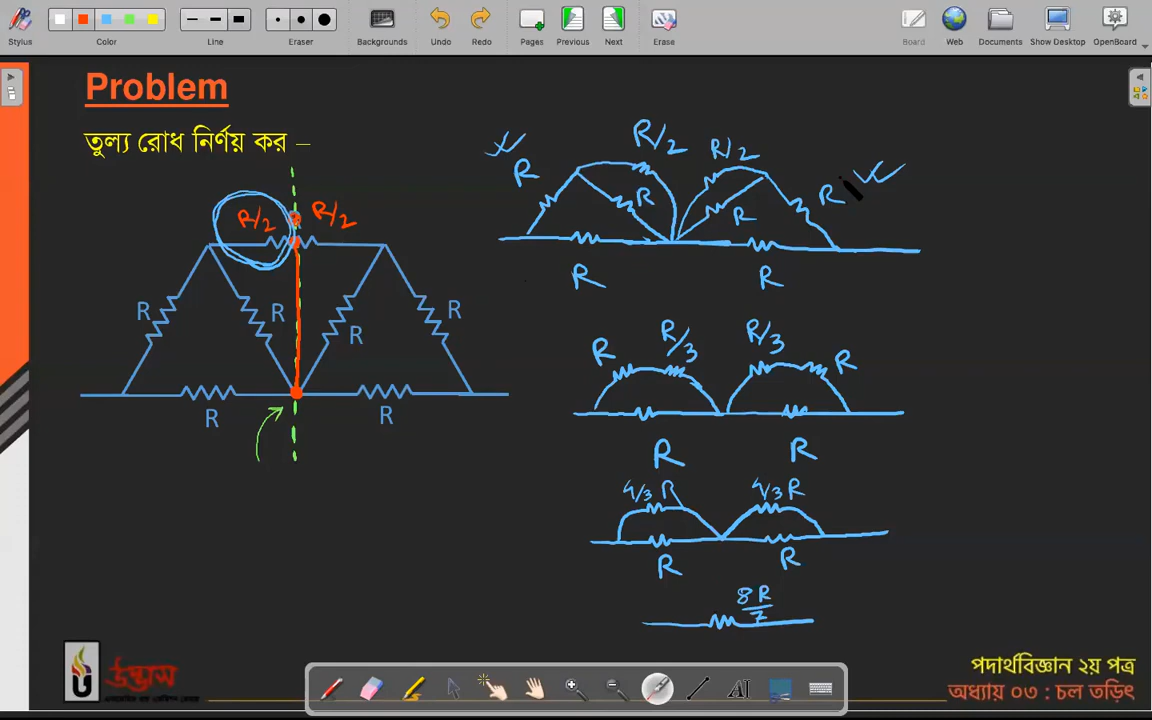 Stylus
Color
Line
Eraser
Backgrounds
Undo
Redo
Pages
Previous
Next
Erase
Board
Web
Documents
Show Desktop
OpenBoard
Problem
তুল্য রোধ নির্ণয় কর –
R/2 R/2
R R R R
R R
R R/2 R/2 R
R R
R R
R R/3 R/3 R
R R
4/3 R 4/3 R
R R
8R/7
উদ্ভাস
পদার্থবিজ্ঞান ২য় পত্র
অধ্যায় ০৩ : চল তড়িৎ